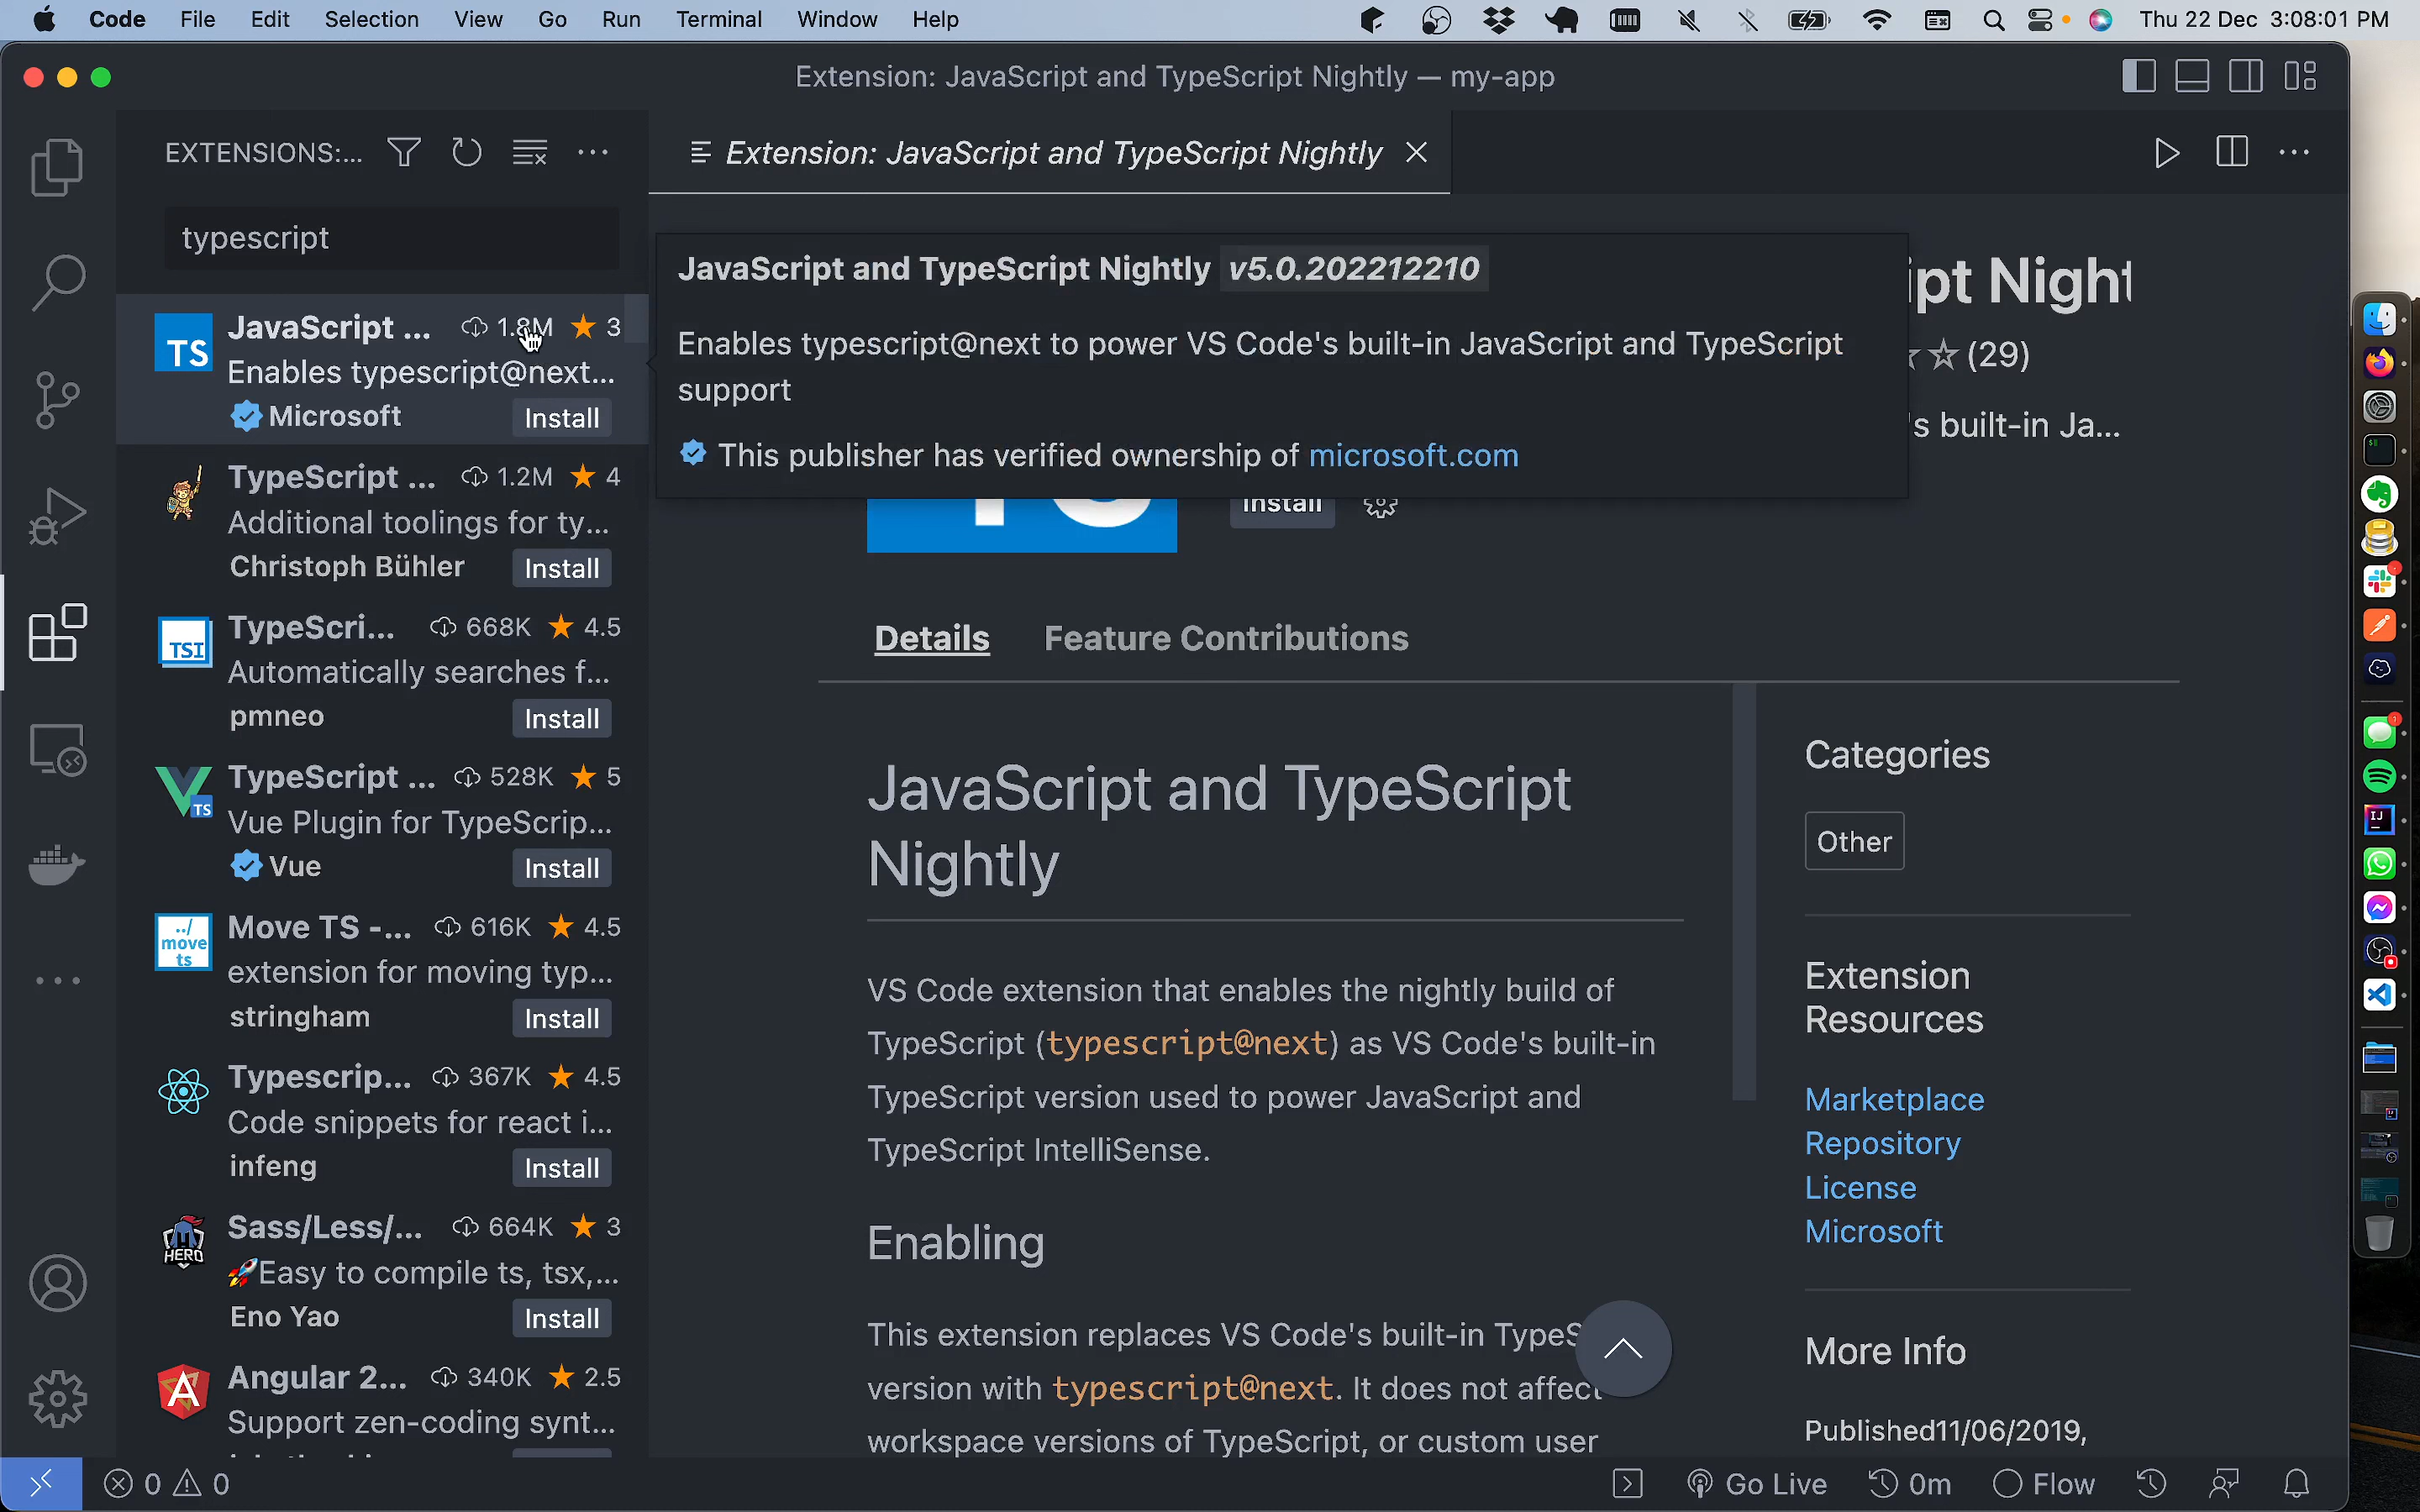 Code File Edit Selection View Go Run Terminal Window Help Thu 22 Dec 3:08:01 PM
Extension: JavaScript and TypeScript Nightly — my-app
EXTENSIONS:...
Extension: JavaScript and TypeScript Nightly
typescript
JavaScript ... 1.8M 3
Enables typescript@next...
Microsoft Install
TypeScript ... 1.2M 4
Additional toolings for ty...
Christoph Bühler Install
TSI
TypeScri... 668K 4.5
Automatically searches f...
pmneo Install
TypeScript ... 528K 5
TS
Vue Plugin for TypeScrip...
Vue Install
../
move
ts
Move TS -... 616K 4.5
extension for moving typ...
stringham Install
Typescrip... 367K 4.5
Code snippets for react i...
infeng Install
HERO
Sass/Less/... 664K 3
🚀Easy to compile ts, tsx,...
Eno Yao Install
Angular 2... 340K 2.5
Support zen-coding synt...
TS
JavaScript and TypeScript Nightly v5.0.202212210
Enables typescript@next to power VS Code's built-in JavaScript and TypeScript
support
This publisher has verified ownership of microsoft.com
ipt Night
(29)
's built-in Ja...
Install
Details Feature Contributions
JavaScript and TypeScript
Nightly
VS Code extension that enables the nightly build of
TypeScript (typescript@next) as VS Code's built-in
TypeScript version used to power JavaScript and
TypeScript IntelliSense.
Enabling
This extension replaces VS Code's built-in TypeS
version with typescript@next. It does not affect
workspace versions of TypeScript, or custom user
Categories
Other
Extension
Resources
Marketplace
Repository
License
Microsoft
More Info
Published11/06/2019,
0 0 Go Live 0m Flow